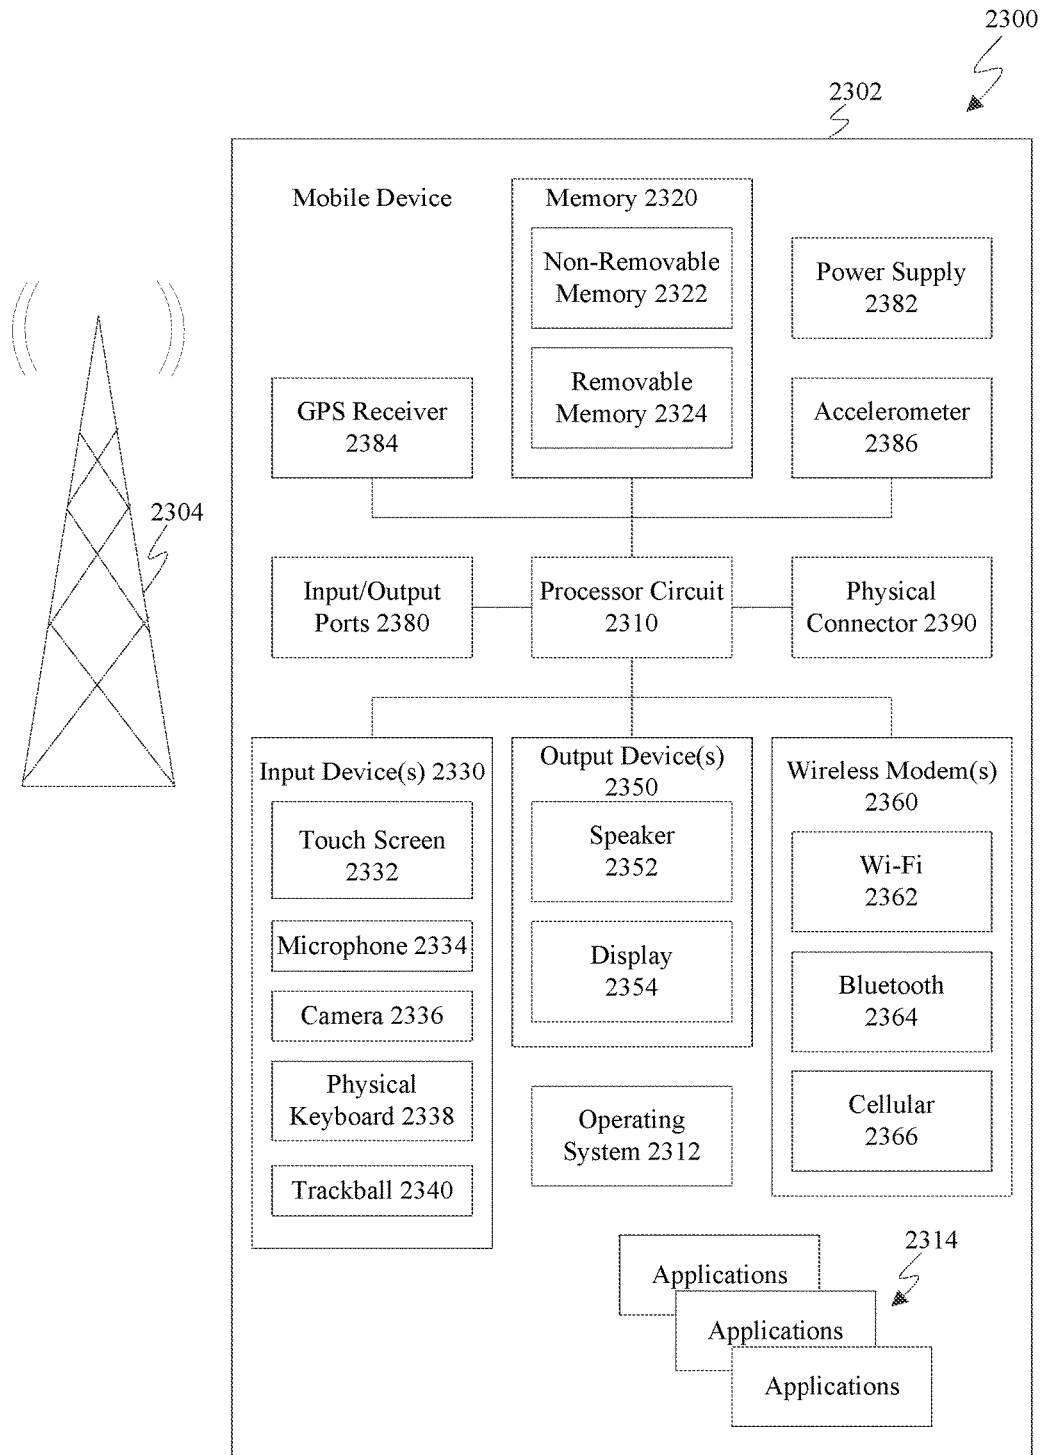 2300
2302
Mobile Device
Memory 2320
Non-Removable
Memory 2322
Power Supply
2382
Removable
Memory 2324
GPS Receiver
2384
Accelerometer
2386
2304
Input/Output
Ports 2380
Processor Circuit
2310
Physical
Connector 2390
Input Device(s) 2330
Touch Screen
2332
Microphone 2334
Camera 2336
Physical
Keyboard 2338
Trackball 2340
Output Device(s)
2350
Speaker
2352
Display
2354
Operating
System 2312
Wireless Modem(s)
2360
Wi-Fi
2362
Bluetooth
2364
Cellular
2366
2314
Applications
Applications
Applications